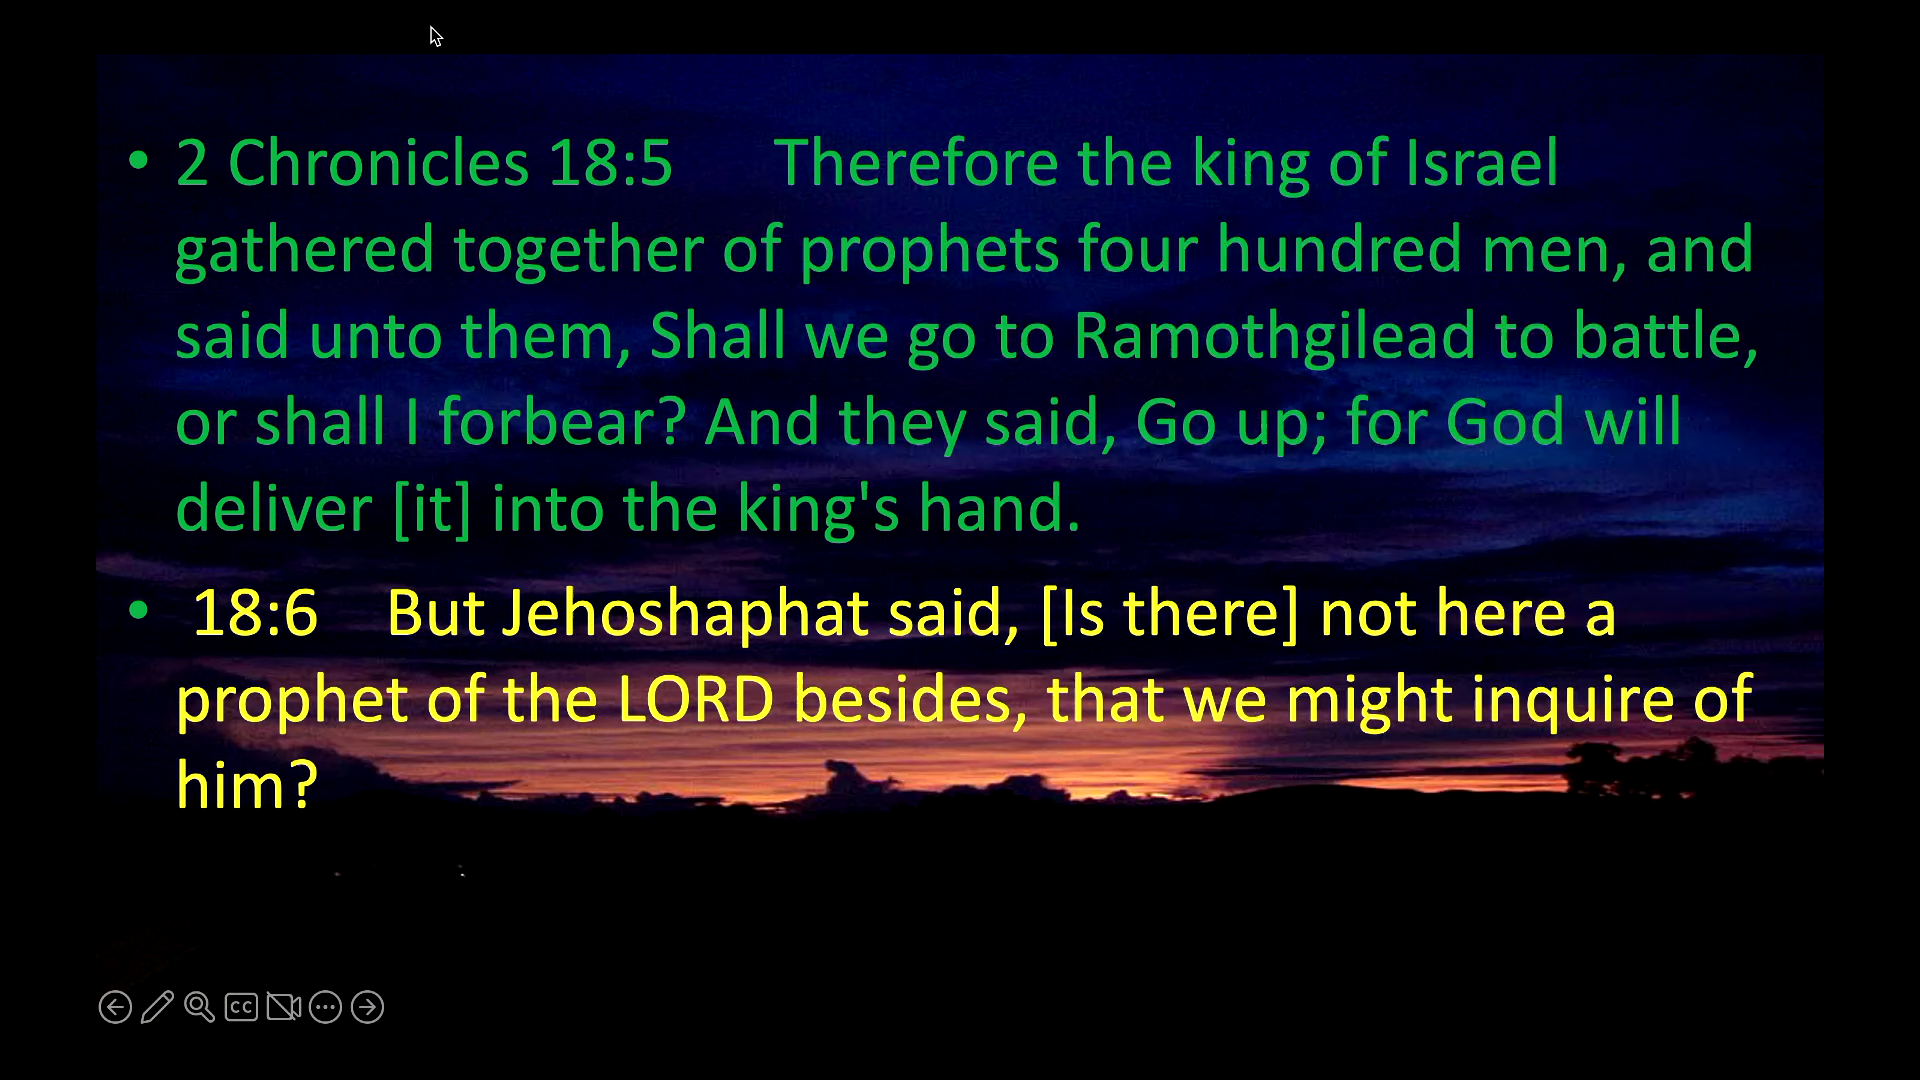 • 2 Chronicles 18:5 Therefore the king of Israel
gathered together of prophets four hundred men, and
said unto them, Shall we go to Ramothgilead to battle,
or shall I forbear? And they said, Go up; for God will
deliver [it] into the king's hand.
• 18:6 But Jehoshaphat said, [Is there] not here a
prophet of the LORD besides, that we might inquire of
him?
CC